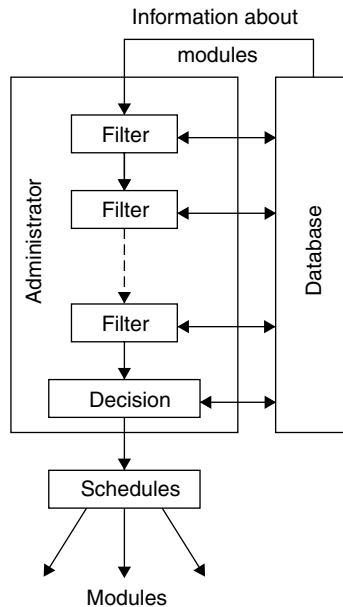 Information about
modules
Filter
Filter
Administrator
Database
Filter
Decision
Schedules
Modules